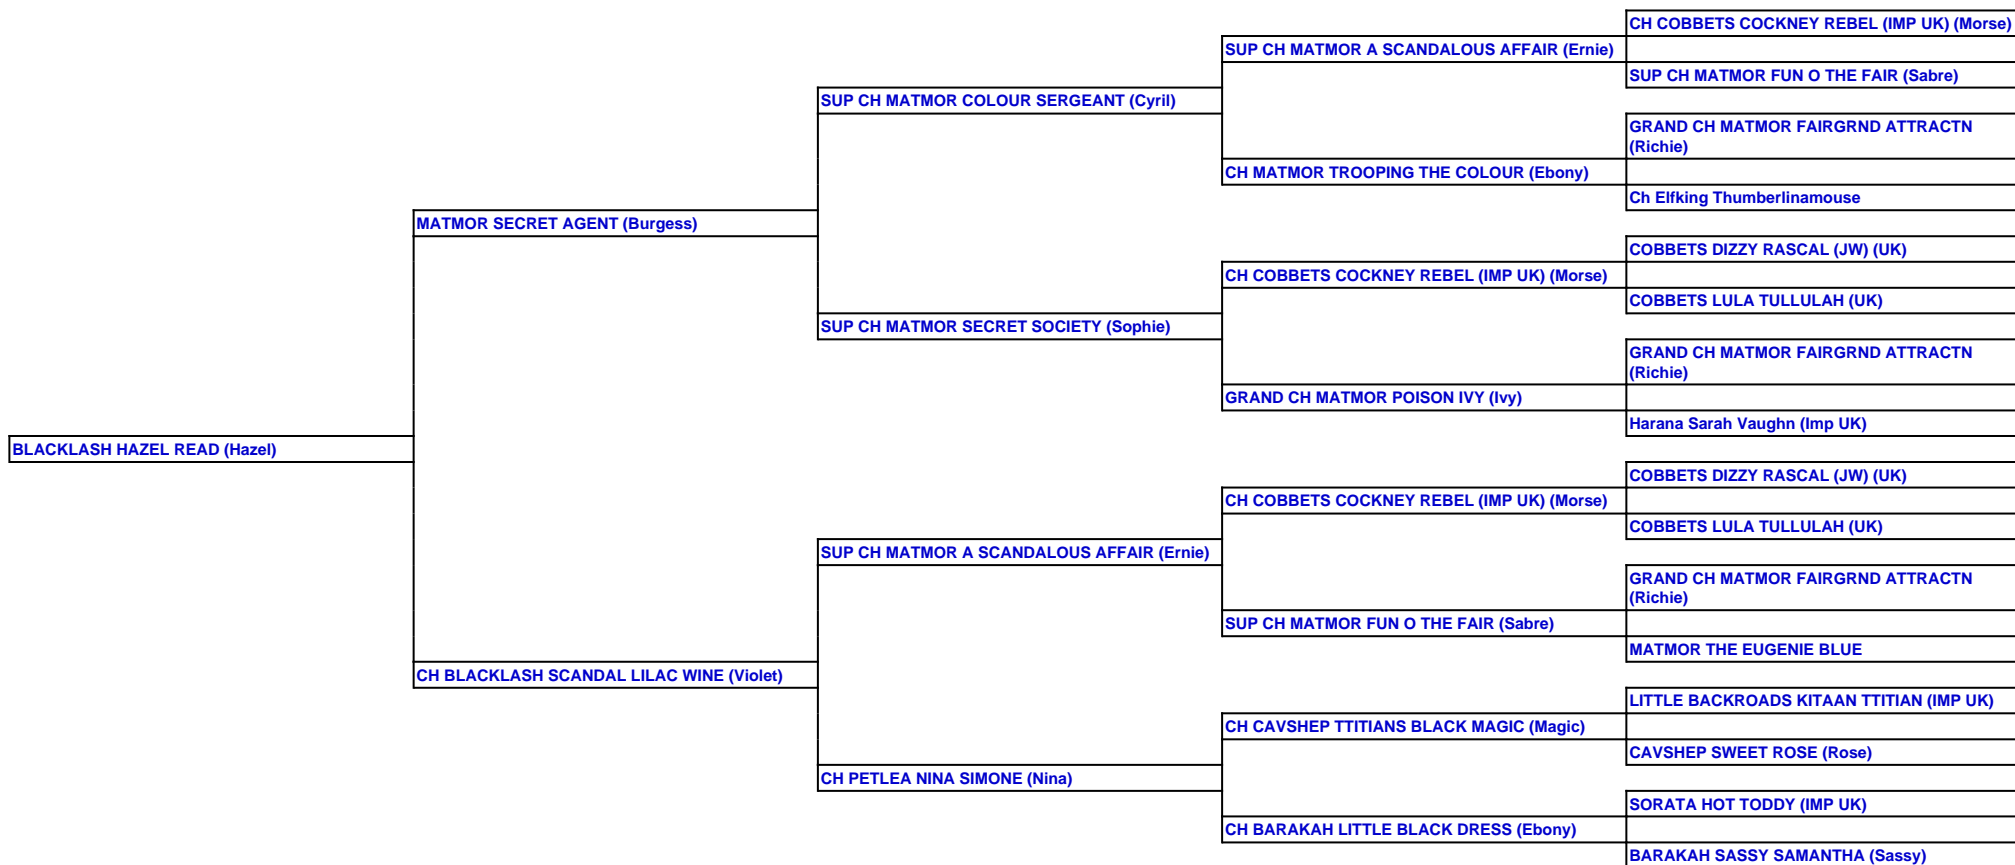 CH COBBETS COCKNEY REBEL (IMP UK) (Morse)
SUP CH MATMOR A SCANDALOUS AFFAIR (Ernie)
SUP CH MATMOR FUN O THE FAIR (Sabre)
SUP CH MATMOR COLOUR SERGEANT (Cyril)
GRAND CH MATMOR FAIRGRND ATTRACTN
(Richie)
CH MATMOR TROOPING THE COLOUR (Ebony)
Ch Elfking Thumberlinamouse
MATMOR SECRET AGENT (Burgess)
COBBETS DIZZY RASCAL (JW) (UK)
CH COBBETS COCKNEY REBEL (IMP UK) (Morse)
COBBETS LULA TULLULAH (UK)
SUP CH MATMOR SECRET SOCIETY (Sophie)
GRAND CH MATMOR FAIRGRND ATTRACTN
(Richie)
GRAND CH MATMOR POISON IVY (Ivy)
Harana Sarah Vaughn (Imp UK)
BLACKLASH HAZEL READ (Hazel)
COBBETS DIZZY RASCAL (JW) (UK)
CH COBBETS COCKNEY REBEL (IMP UK) (Morse)
COBBETS LULA TULLULAH (UK)
SUP CH MATMOR A SCANDALOUS AFFAIR (Ernie)
GRAND CH MATMOR FAIRGRND ATTRACTN
(Richie)
SUP CH MATMOR FUN O THE FAIR (Sabre)
MATMOR THE EUGENIE BLUE
CH BLACKLASH SCANDAL LILAC WINE (Violet)
LITTLE BACKROADS KITAAN TTITIAN (IMP UK)
CH CAVSHEP TTITIANS BLACK MAGIC (Magic)
CAVSHEP SWEET ROSE (Rose)
CH PETLEA NINA SIMONE (Nina)
SORATA HOT TODDY (IMP UK)
CH BARAKAH LITTLE BLACK DRESS (Ebony)
BARAKAH SASSY SAMANTHA (Sassy)